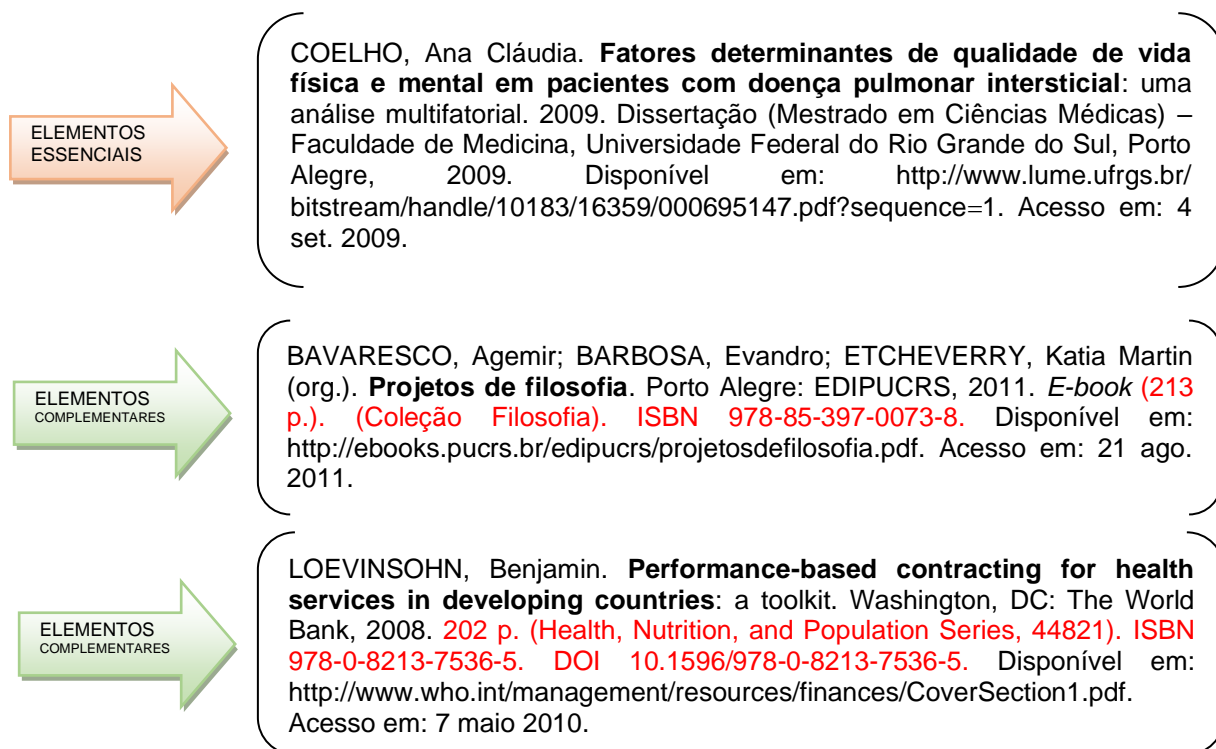 ELEMENTOS
ESSENCIAIS
COELHO, Ana Cláudia. Fatores determinantes de qualidade de vida
física e mental em pacientes com doença pulmonar intersticial: uma
análise multifatorial. 2009. Dissertação (Mestrado em Ciências Médicas) –
Faculdade de Medicina, Universidade Federal do Rio Grande do Sul, Porto
Alegre, 2009. Disponível em: http://www.lume.ufrgs.br/
bitstream/handle/10183/16359/000695147.pdf?sequence=1. Acesso em: 4
set. 2009.
ELEMENTOS
COMPLEMENTARES
BAVARESCO, Agemir; BARBOSA, Evandro; ETCHEVERRY, Katia Martin
(org.). Projetos de filosofia. Porto Alegre: EDIPUCRS, 2011. E-book (213
p.). (Coleção Filosofia). ISBN 978-85-397-0073-8. Disponível em:
http://ebooks.pucrs.br/edipucrs/projetosdefilosofia.pdf. Acesso em: 21 ago.
2011.
ELEMENTOS
COMPLEMENTARES
LOEVINSOHN, Benjamin. Performance-based contracting for health
services in developing countries: a toolkit. Washington, DC: The World
Bank, 2008. 202 p. (Health, Nutrition, and Population Series, 44821). ISBN
978-0-8213-7536-5. DOI 10.1596/978-0-8213-7536-5. Disponível em:
http://www.who.int/management/resources/finances/CoverSection1.pdf.
Acesso em: 7 maio 2010.